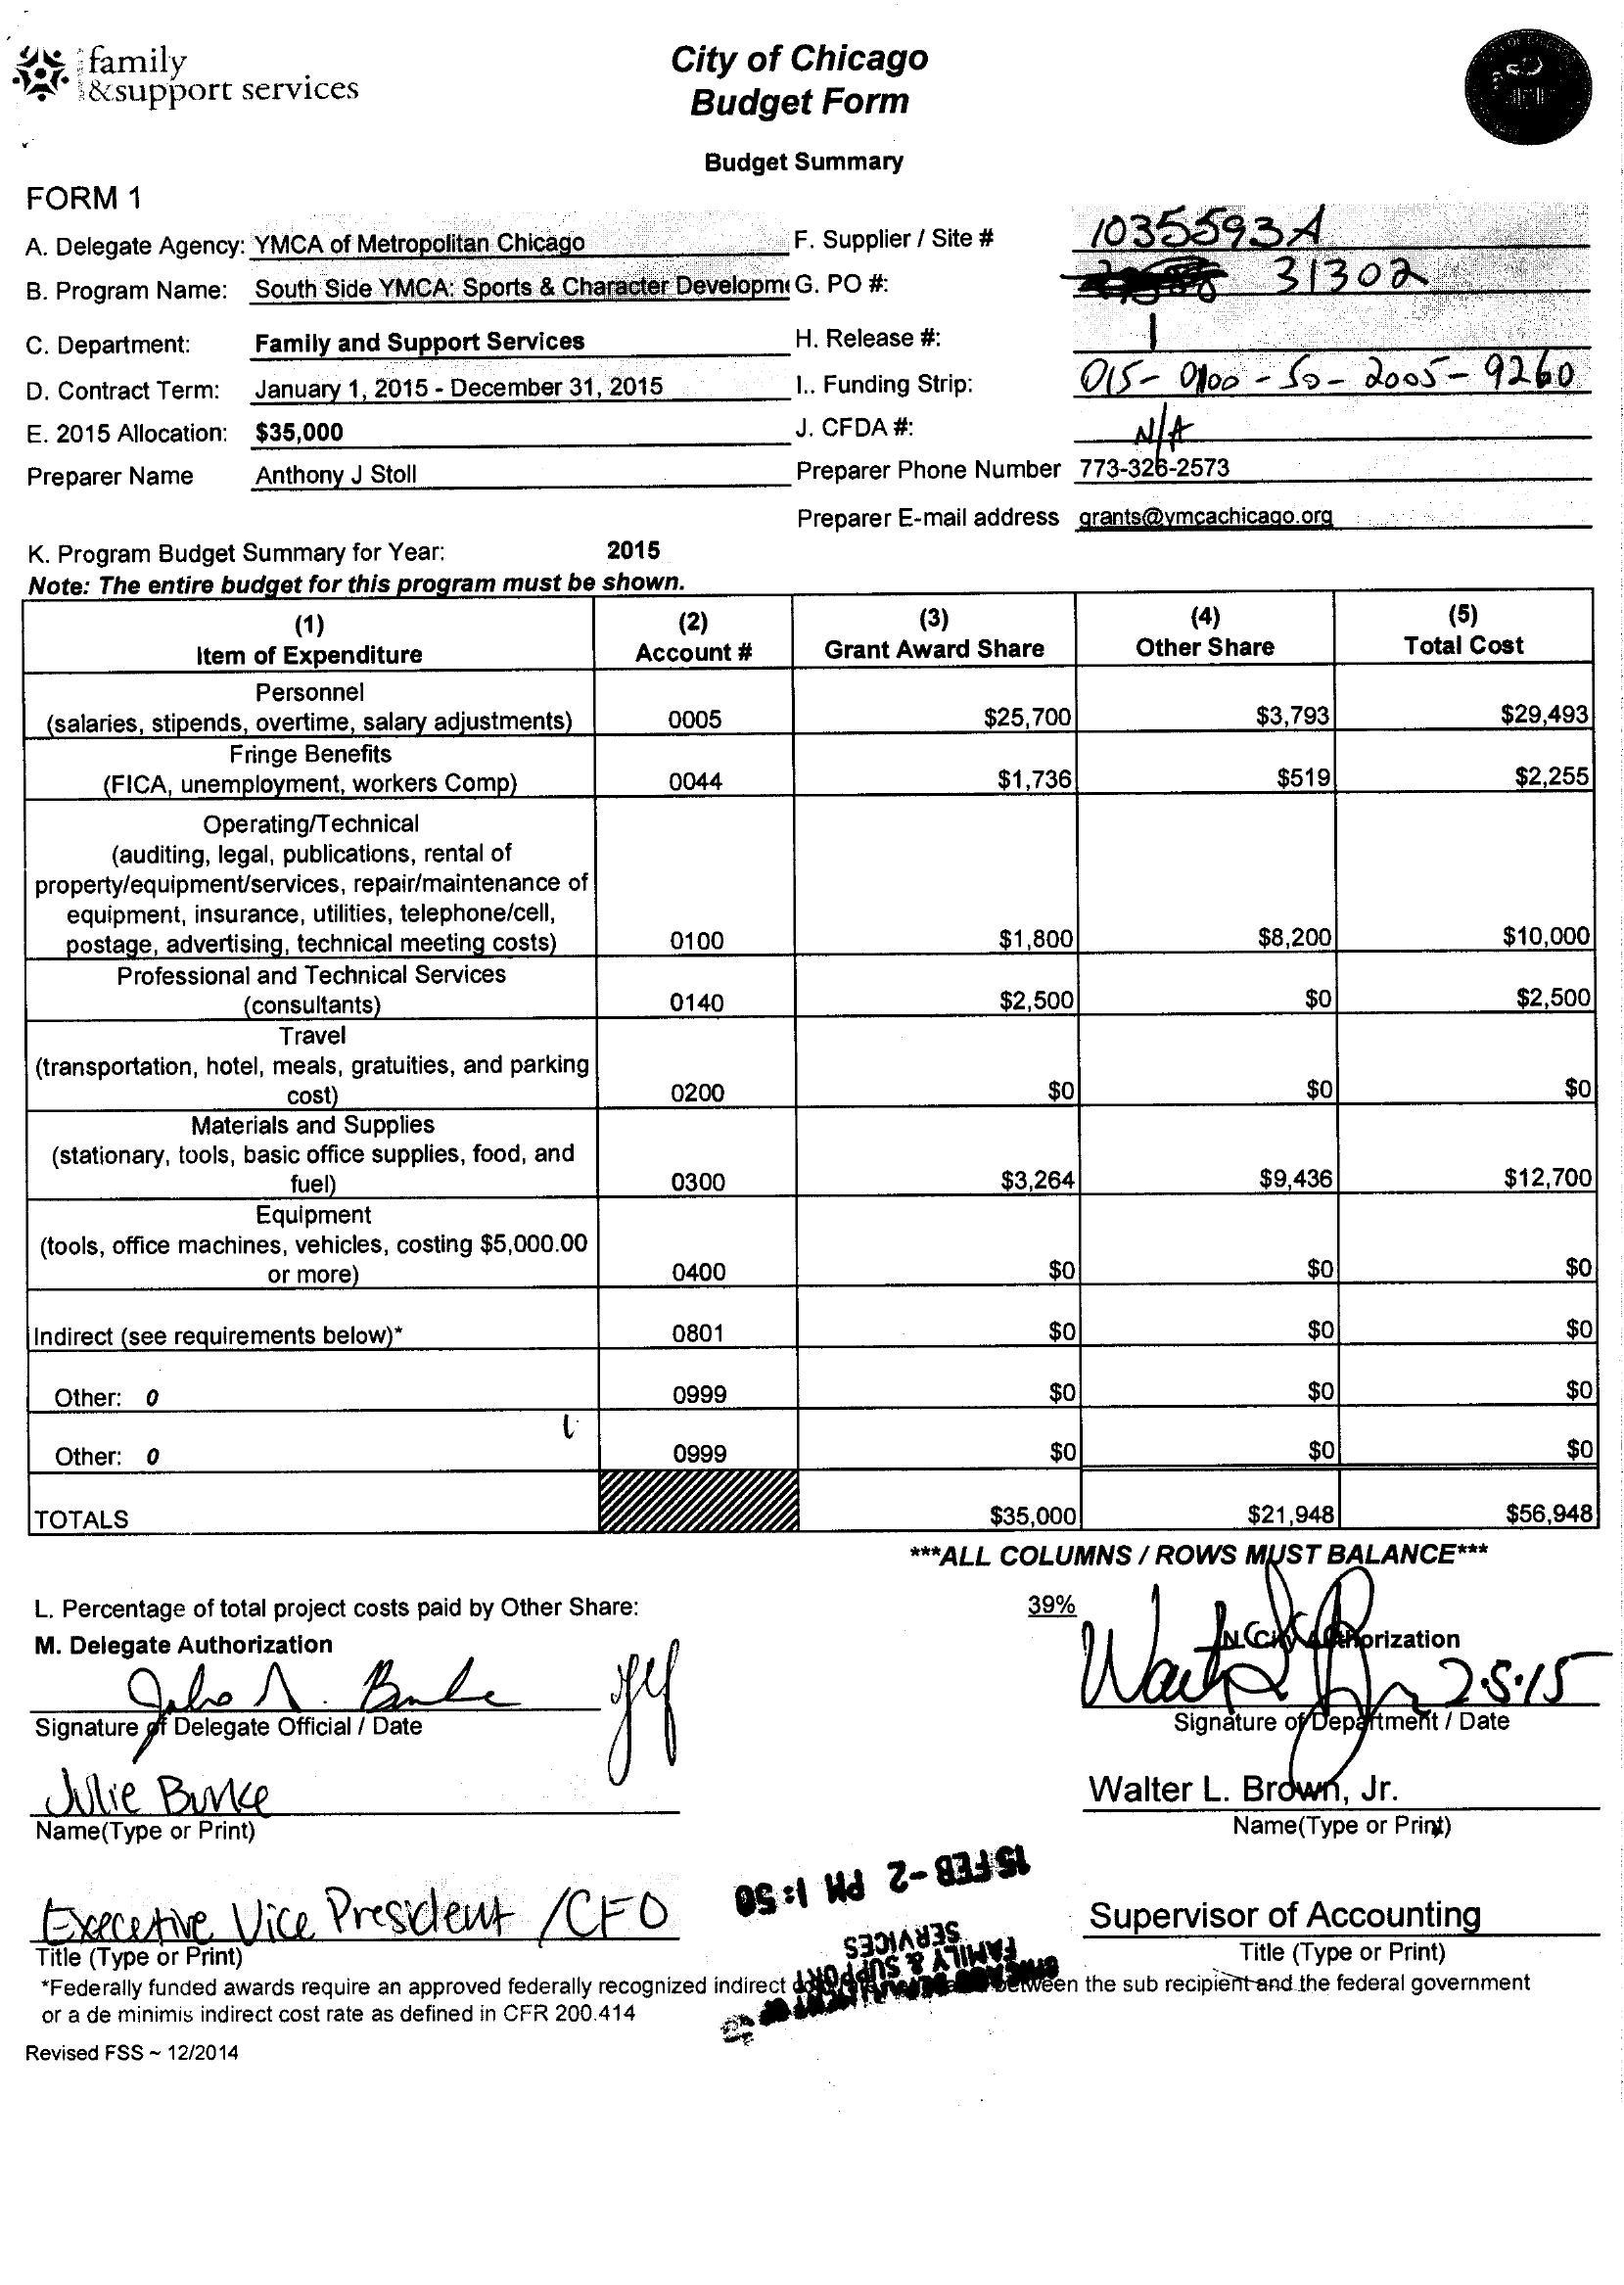 family
&support services
City of Chicago
Budget Form
Budget Summary
FORM 1
A. Delegate Agency: YMCA of Metropolitan Chicago
F. Supplier / Site # 1035593A
B. Program Name: South Side YMCA: Sports & Character Developme
G. PO #: 31302
C. Department: Family and Support Services
H. Release #: 1
D. Contract Term: January 1, 2015 - December 31, 2015
I.. Funding Strip: 015-0100-50-2005-9260
E. 2015 Allocation: $35,000
J. CFDA #: N/A
Preparer Name Anthony J Stoll
Preparer Phone Number 773-326-2573
Preparer E-mail address grants@ymcachicago.org
K. Program Budget Summary for Year: 2015
Note: The entire budget for this program must be shown.
(1) (2) (3) (4) (5)
Item of Expenditure Account # Grant Award Share Other Share Total Cost
Personnel
(salaries, stipends, overtime, salary adjustments) 0005 $25,700 $3,793 $29,493
Fringe Benefits
(FICA, unemployment, workers Comp) 0044 $1,736 $519 $2,255
Operating/Technical
(auditing, legal, publications, rental of
property/equipment/services, repair/maintenance of
equipment, insurance, utilities, telephone/cell,
postage, advertising, technical meeting costs) 0100 $1,800 $8,200 $10,000
Professional and Technical Services
(consultants) 0140 $2,500 $0 $2,500
Travel
(transportation, hotel, meals, gratuities, and parking
cost) 0200 $0 $0 $0
Materials and Supplies
(stationary, tools, basic office supplies, food, and
fuel) 0300 $3,264 $9,436 $12,700
Equipment
(tools, office machines, vehicles, costing $5,000.00
or more) 0400 $0 $0 $0
Indirect (see requirements below)* 0801 $0 $0 $0
Other: 0 0999 $0 $0 $0
Other: 0 0999 $0 $0 $0
TOTALS $35,000 $21,948 $56,948
***ALL COLUMNS / ROWS MUST BALANCE***
L. Percentage of total project costs paid by Other Share: 39%
M. Delegate Authorization
N. City Authorization
2.5.15
Signature of Delegate Official / Date
Signature of Department / Date
Julie Burke
Walter L. Brown, Jr.
Name(Type or Print)
Name(Type or Print)
15 FEB -2 PM 1:50
Executive Vice President /CFO
Supervisor of Accounting
Title (Type or Print)
Title (Type or Print)
FAMILY & SUPPORT
SERVICES
*Federally funded awards require an approved federally recognized indirect between the sub recipient and the federal government
or a de minimis indirect cost rate as defined in CFR 200.414
Revised FSS ~ 12/2014